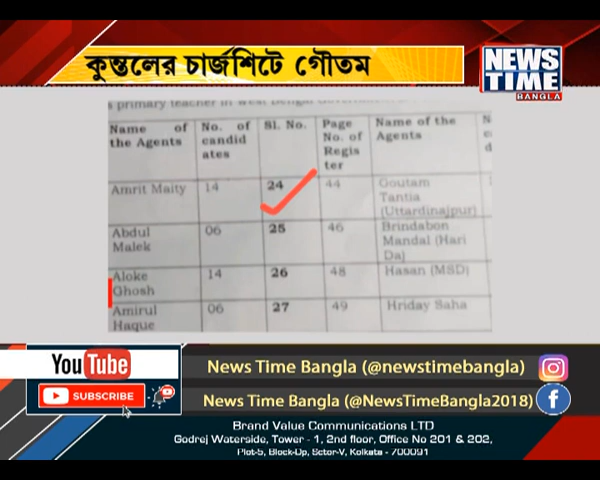 কুন্তলের চার্জশিটে গৌতম
NEWS
TIME
BANGLA
s primary teacher in West Bengal
Name of the Agents No. of candidates Sl. No. Page No. of Register Name of the Agents
Amrit Maity 14 24 44 Goutam Tantia (Uttardinajpur)
Abdul Malek 06 25 46 Brindabon Mandal (Hari Da)
Aloke Ghosh 14 26 48 Hasan (MSD)
Amirul Haque 06 27 49 Hriday Saha
YouTube
SUBSCRIBE
News Time Bangla (@newstimebangla)
News Time Bangla (@NewsTimeBangla2018)
Brand Value Communications LTD
Godrej Waterside, Tower - 1, 2nd floor, Office No 201 & 202,
Plot-5, Block-Dp, Sctor-V, Kolkata - 700091